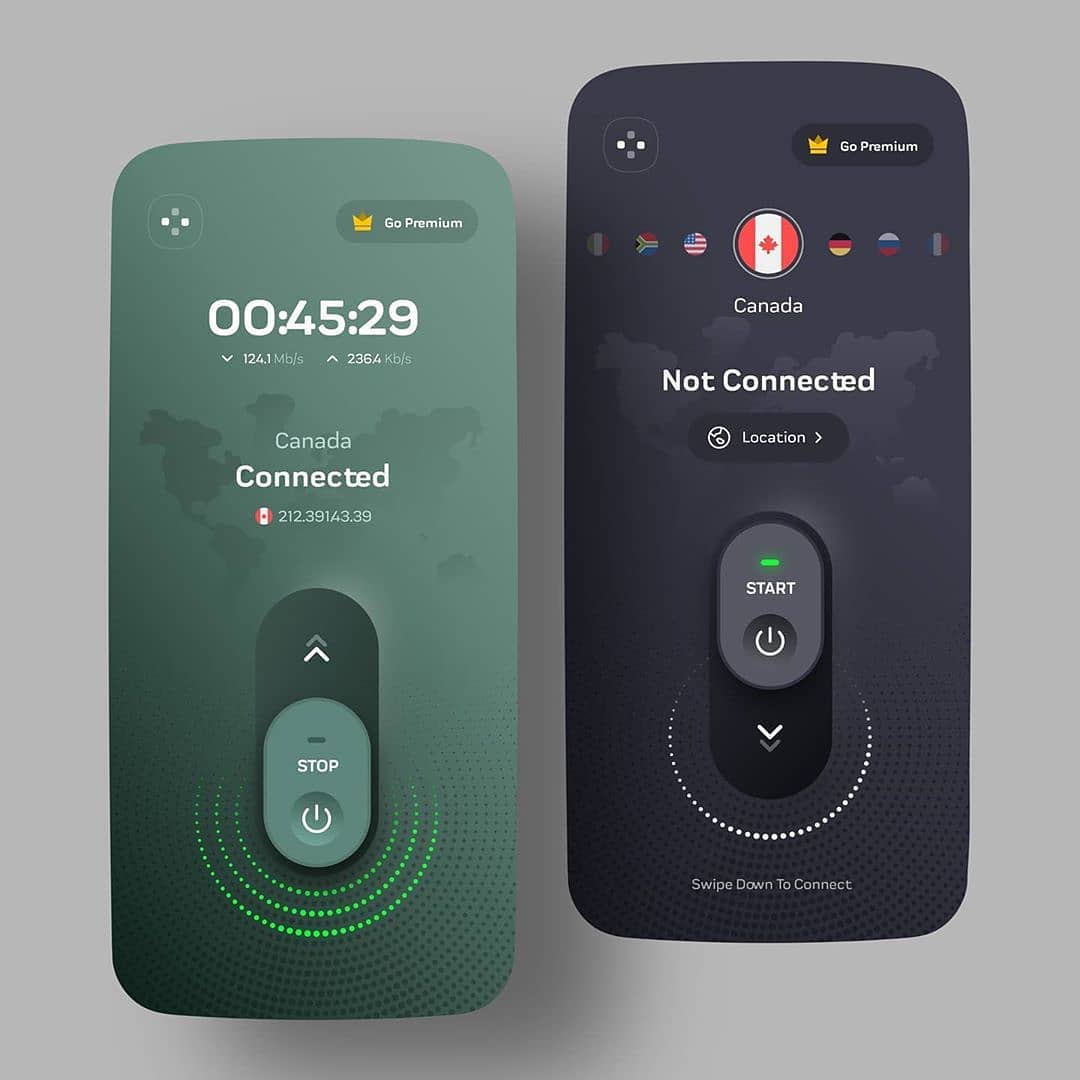 Go Premium
00:45:29
124.1 Mb/s 236.4 Kb/s
Canada
Connected
212.39143.39
STOP
Go Premium
Canada
Not Connected
Location
START
Swipe Down To Connect